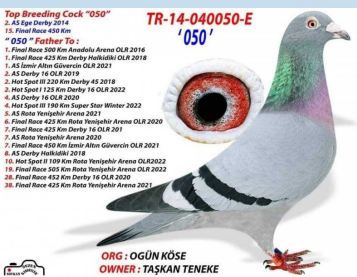 Top Breeding Cock "050"
2. AS Ege Derby 2014
15. Final Race 450 Km
" 050 " Father To :
1. Final Race 500 Km Anadolu Arena OLR 2016
1. Final Race 425 Km Derby Halkidiki OLR 2018
1. AS İzmir Altın Güvercin OLR 2021
1. AS Derby 16 OLR 2019
2. Hot Spot III 220 Km Derby 45 2018
2. Hot Spot I 125 Km Derby 16 OLR 2022
4. AS Derby 16 OLR 2020
4. Hot Spot III 190 Km Super Star Winter 2022
5. AS Rota Yenişehir Arena 2021
6. Final Race 425 Km Rota Yenişehir Arena OLR 2020
7. Final Race 425 Km Derby 16 OLR 201
7. AS Rota Yenişehir Arena 2020
7. Final Race 450 Km İzmir Altın Güvercin OLR 2021
8. AS Derby Halkidiki 2018
10. Hot Spot II 109 Km Rota Yenişehir Arena OLR2022
19. Final Race 505 Km Rota Yenişehir Arena OLR2022
28. Final Race 452 Km Derby 16 OLR 2020
38. Final Race 425 Km Rota Yenişehir Arena 2021
TR-14-040050-E
' 050 '
ORG : OGÜN KÖSE
OWNER : TAŞKAN TENEKE